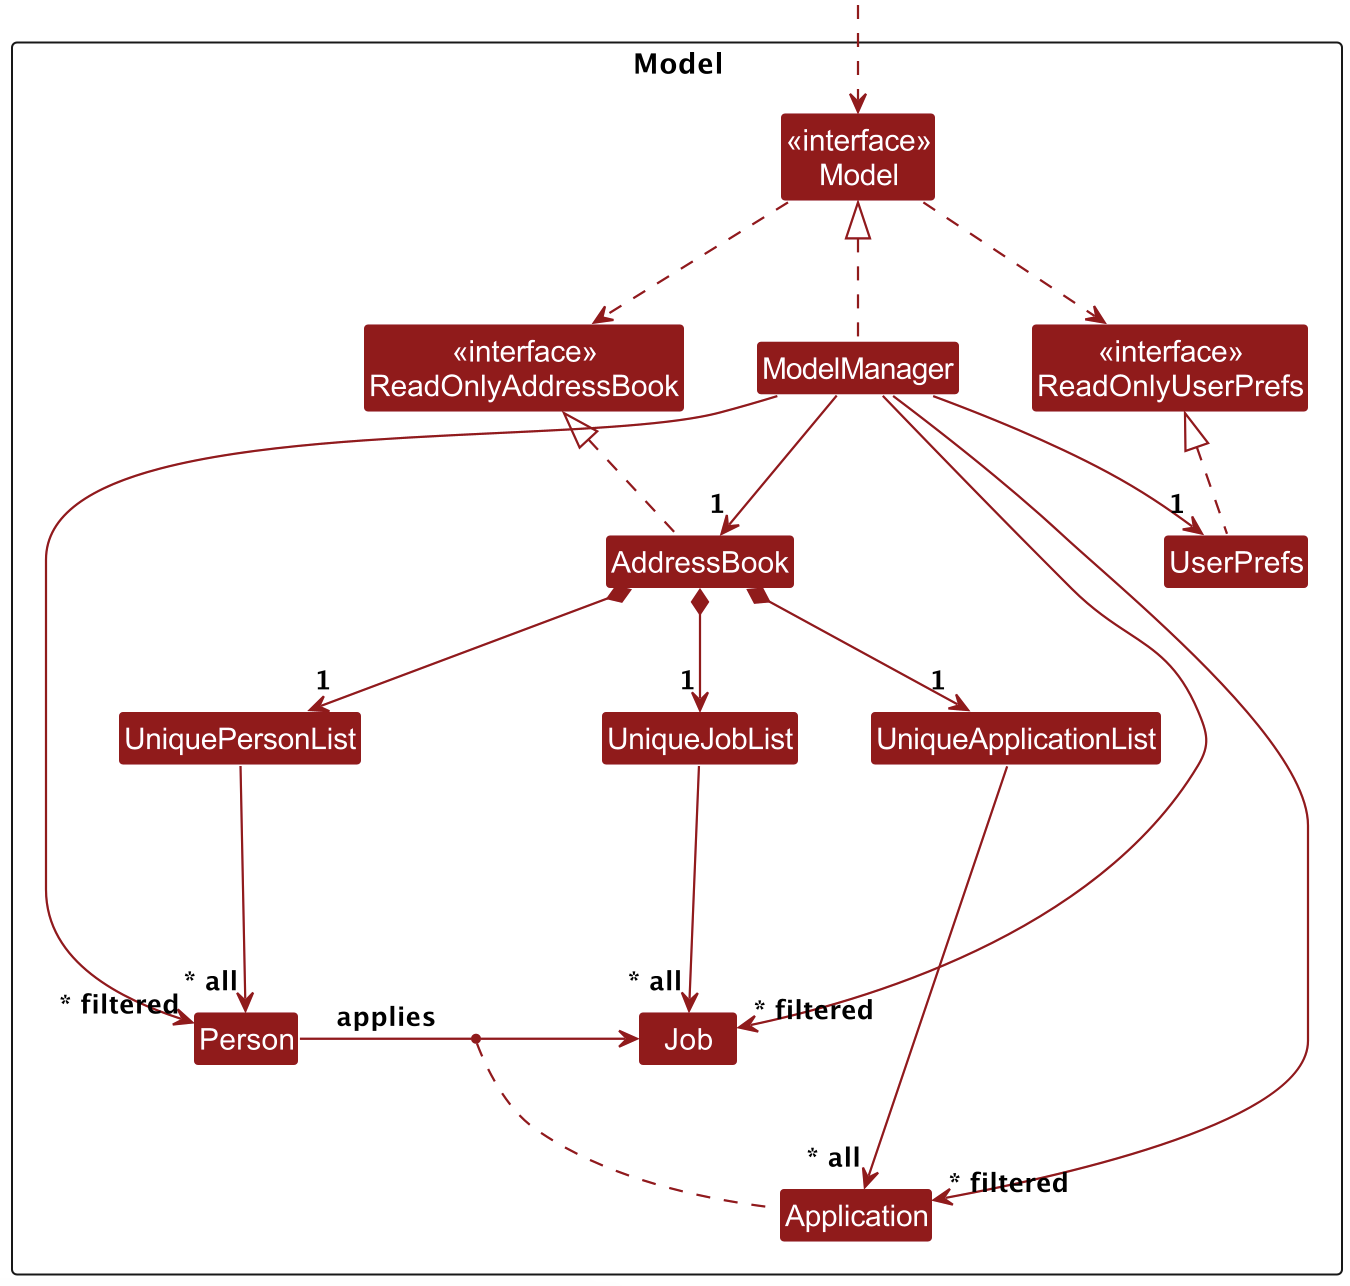 Model
«interface»
Model
«interface»
ReadOnlyAddressBook
ModelManager
«interface»
ReadOnlyUserPrefs
1
1
AddressBook
UserPrefs
1
1
1
UniquePersonList
UniqueJobList
UniqueApplicationList
* all
* all
* filtered
* filtered
applies
Person
Job
* all
* filtered
Application